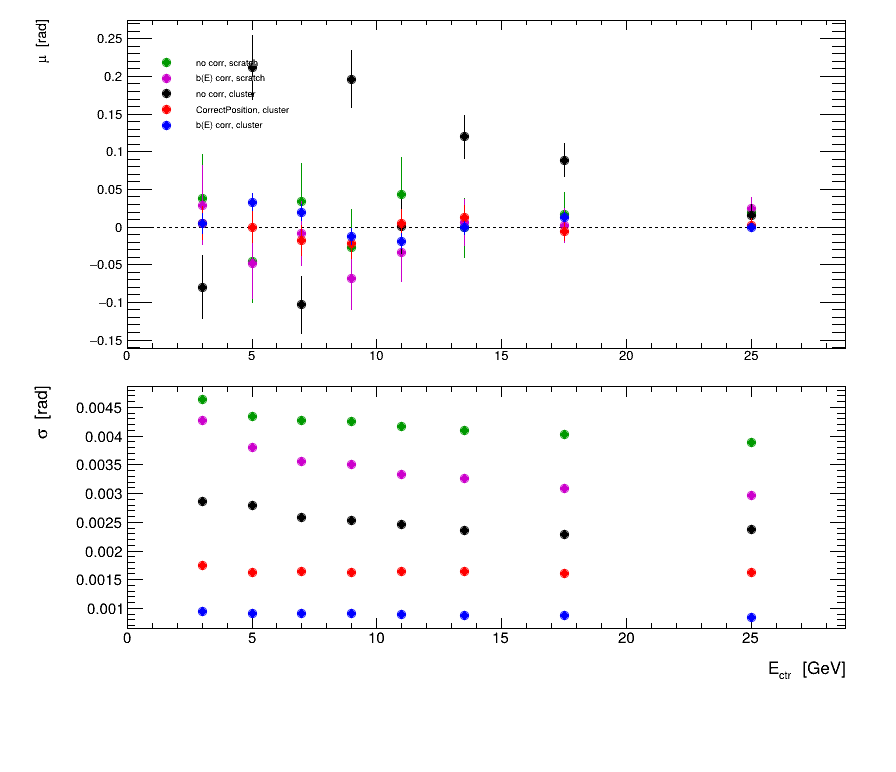 μ [rad]
0.25
0.2
0.15
0.1
0.05
0
−0.05
−0.1
−0.15
no corr, scratch
b(E) corr, scratch
no corr, cluster
CorrectPosition, cluster
b(E) corr, cluster
0 5 10 15 20 25
σ [rad]
0.0045
0.004
0.0035
0.003
0.0025
0.002
0.0015
0.001
0 5 10 15 20 25
E_ctr [GeV]